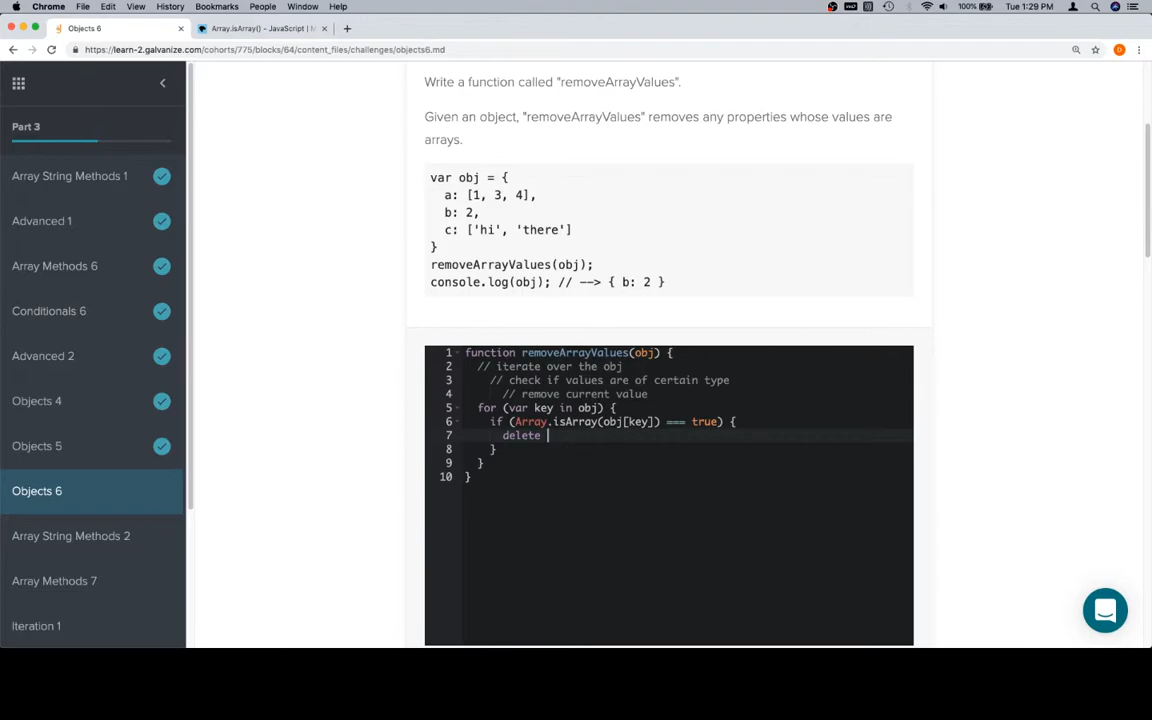 Chrome File Edit View History Bookmarks People Window Help
100% Tue 1:29 PM
Objects 6
Array.isArray() - JavaScript | M
https://learn-2.galvanize.com/cohorts/775/blocks/64/content_files/challenges/objects6.md
Part 3
Array String Methods 1
Advanced 1
Array Methods 6
Conditionals 6
Advanced 2
Objects 4
Objects 5
Objects 6
Array String Methods 2
Array Methods 7
Iteration 1
Write a function called "removeArrayValues".
Given an object, "removeArrayValues" removes any properties whose values are
arrays.
var obj = {
a: [1, 3, 4],
b: 2,
c: ['hi', 'there']
}
removeArrayValues(obj);
console.log(obj); // --> { b: 2 }
1 function removeArrayValues(obj) {
2 // iterate over the obj
3 // check if values are of certain type
4 // remove current value
5 for (var key in obj) {
6 if (Array.isArray(obj[key]) === true) {
7 delete
8 }
9 }
10 }